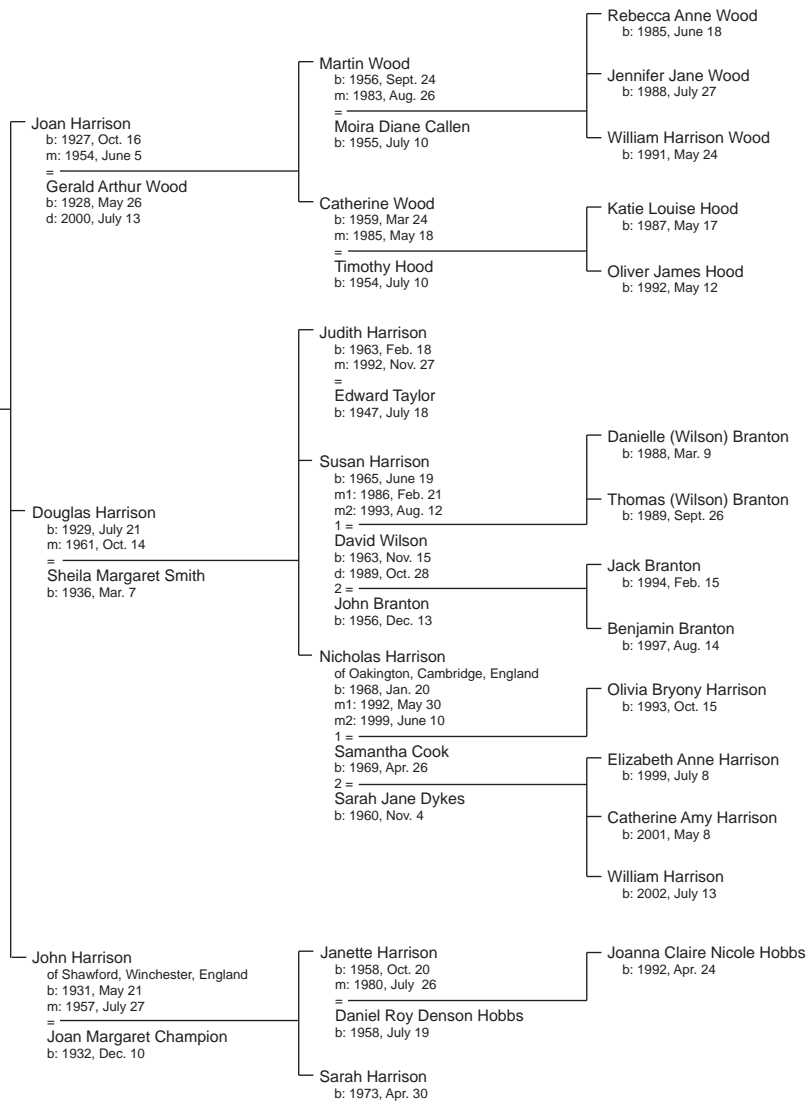 Rebecca Anne Wood
b: 1985, June 18
Martin Wood
b: 1956, Sept. 24
m: 1983, Aug. 26
=
Moira Diane Callen
b: 1955, July 10
Jennifer Jane Wood
b: 1988, July 27
William Harrison Wood
b: 1991, May 24
Joan Harrison
b: 1927, Oct. 16
m: 1954, June 5
=
Gerald Arthur Wood
b: 1928, May 26
d: 2000, July 13
Catherine Wood
b: 1959, Mar 24
m: 1985, May 18
=
Timothy Hood
b: 1954, July 10
Katie Louise Hood
b: 1987, May 17
Oliver James Hood
b: 1992, May 12
Judith Harrison
b: 1963, Feb. 18
m: 1992, Nov. 27
=
Edward Taylor
b: 1947, July 18
Susan Harrison
b: 1965, June 19
m1: 1986, Feb. 21
m2: 1993, Aug. 12
1 =
David Wilson
b: 1963, Nov. 15
d: 1989, Oct. 28
2 =
John Branton
b: 1956, Dec. 13
Danielle (Wilson) Branton
b: 1988, Mar. 9
Thomas (Wilson) Branton
b: 1989, Sept. 26
Jack Branton
b: 1994, Feb. 15
Benjamin Branton
b: 1997, Aug. 14
Douglas Harrison
b: 1929, July 21
m: 1961, Oct. 14
=
Sheila Margaret Smith
b: 1936, Mar. 7
Nicholas Harrison
of Oakington, Cambridge, England
b: 1968, Jan. 20
m1: 1992, May 30
m2: 1999, June 10
1 =
Samantha Cook
b: 1969, Apr. 26
2 =
Sarah Jane Dykes
b: 1960, Nov. 4
Olivia Bryony Harrison
b: 1993, Oct. 15
Elizabeth Anne Harrison
b: 1999, July 8
Catherine Amy Harrison
b: 2001, May 8
William Harrison
b: 2002, July 13
John Harrison
of Shawford, Winchester, England
b: 1931, May 21
m: 1957, July 27
=
Joan Margaret Champion
b: 1932, Dec. 10
Janette Harrison
b: 1958, Oct. 20
m: 1980, July 26
=
Daniel Roy Denson Hobbs
b: 1958, July 19
Joanna Claire Nicole Hobbs
b: 1992, Apr. 24
Sarah Harrison
b: 1973, Apr. 30